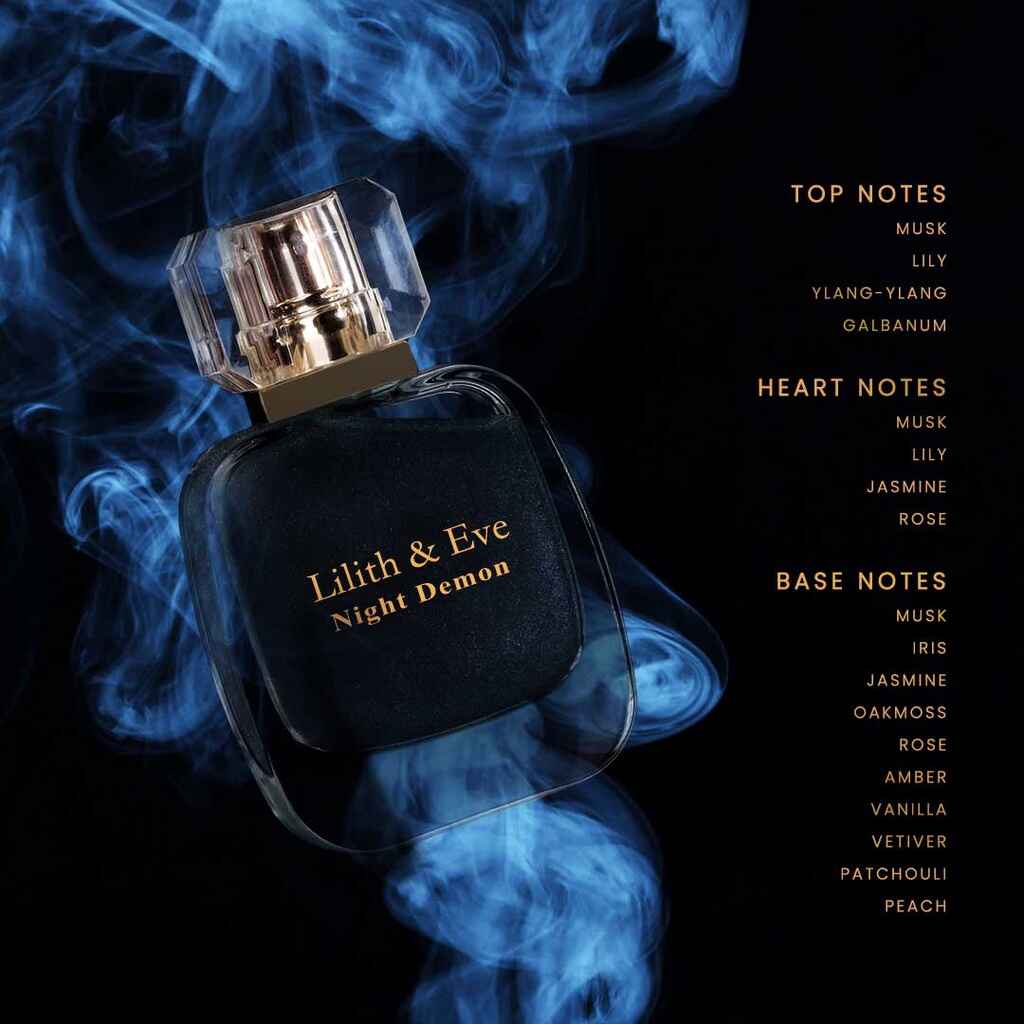 Lilith & Eve
Night Demon
TOP NOTES
MUSK
LILY
YLANG-YLANG
GALBANUM
HEART NOTES
MUSK
LILY
JASMINE
ROSE
BASE NOTES
MUSK
IRIS
JASMINE
OAKMOSS
ROSE
AMBER
VANILLA
VETIVER
PATCHOULI
PEACH